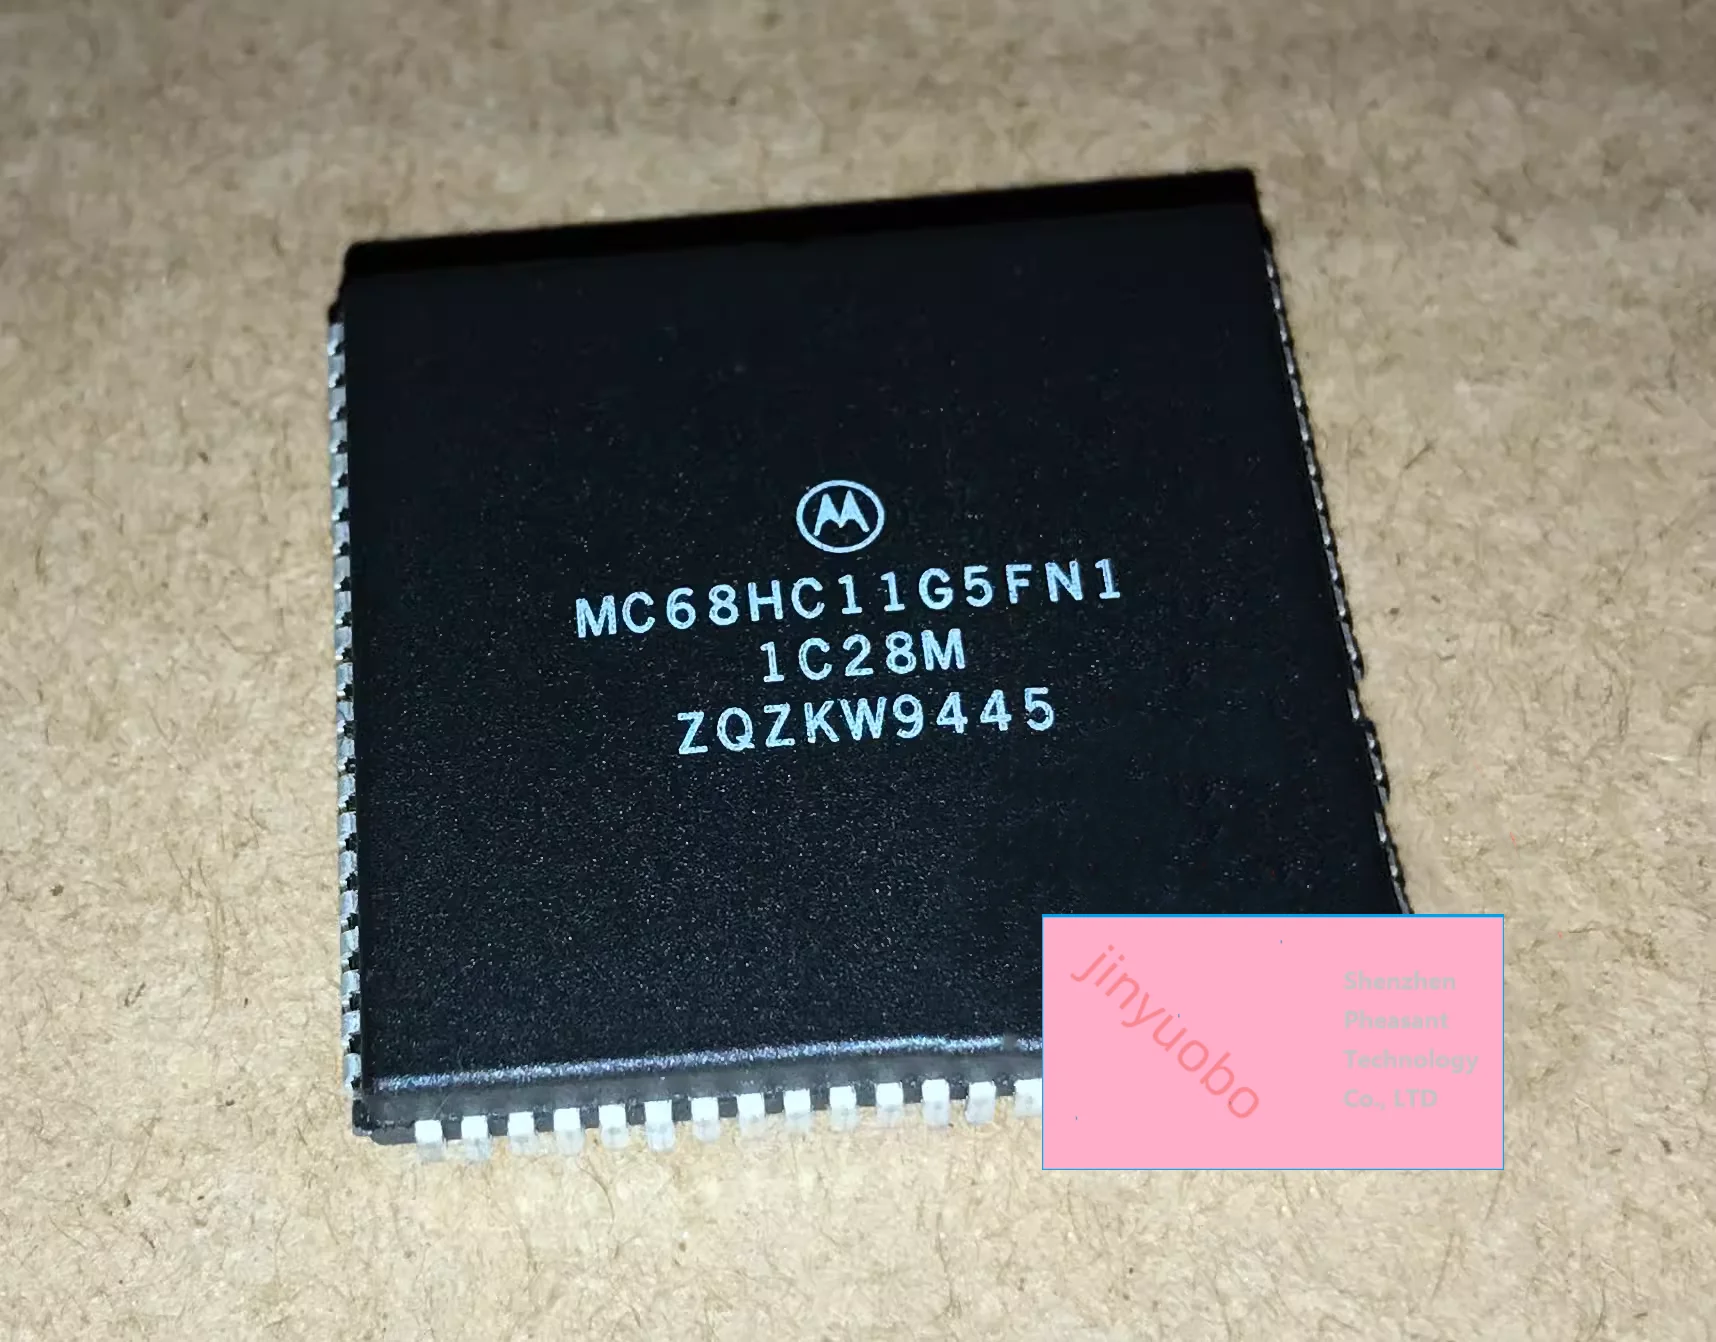 MC68HC11G5FN1
1C28M
ZQZKW9445
jinyuobo
Shenzhen
Pheasant
Technology
Co., LTD